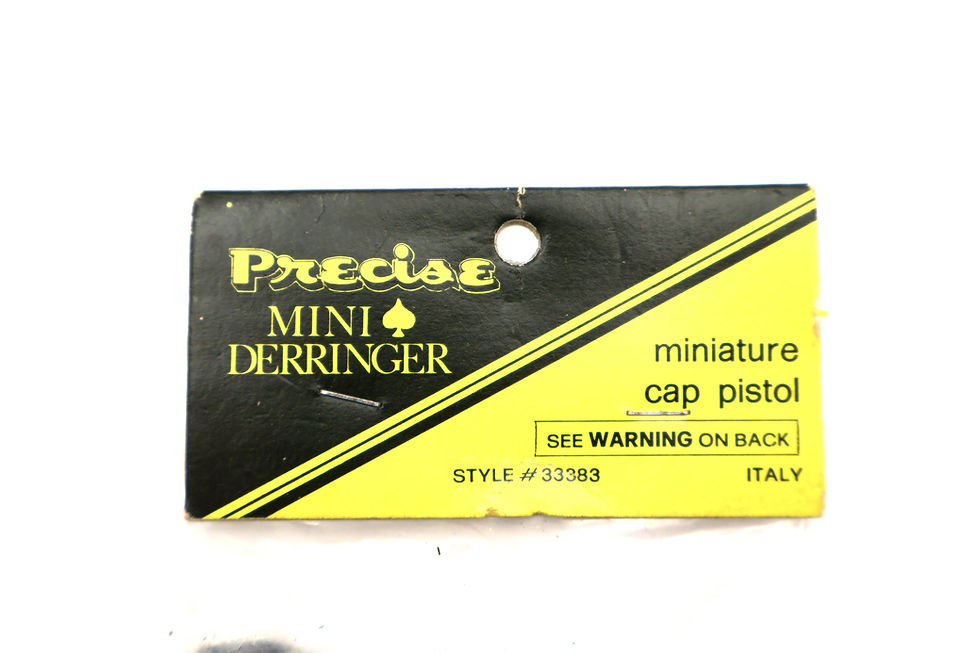 Precise
MINI
DERRINGER
miniature
cap pistol
SEE WARNING ON BACK
STYLE # 33383
ITALY